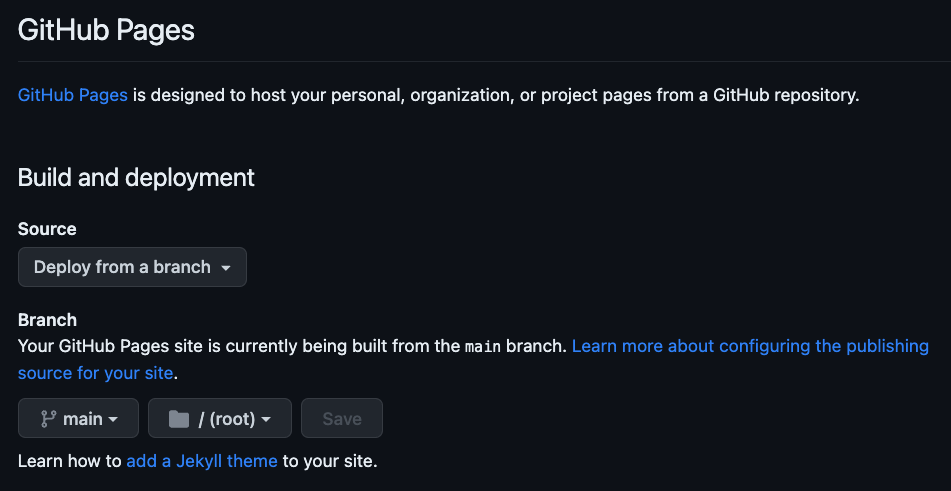 GitHub Pages
GitHub Pages is designed to host your personal, organization, or project pages from a GitHub repository.
Build and deployment
Source
Deploy from a branch
Branch
Your GitHub Pages site is currently being built from the main branch. Learn more about configuring the publishing
source for your site.
main / (root) Save
Learn how to add a Jekyll theme to your site.